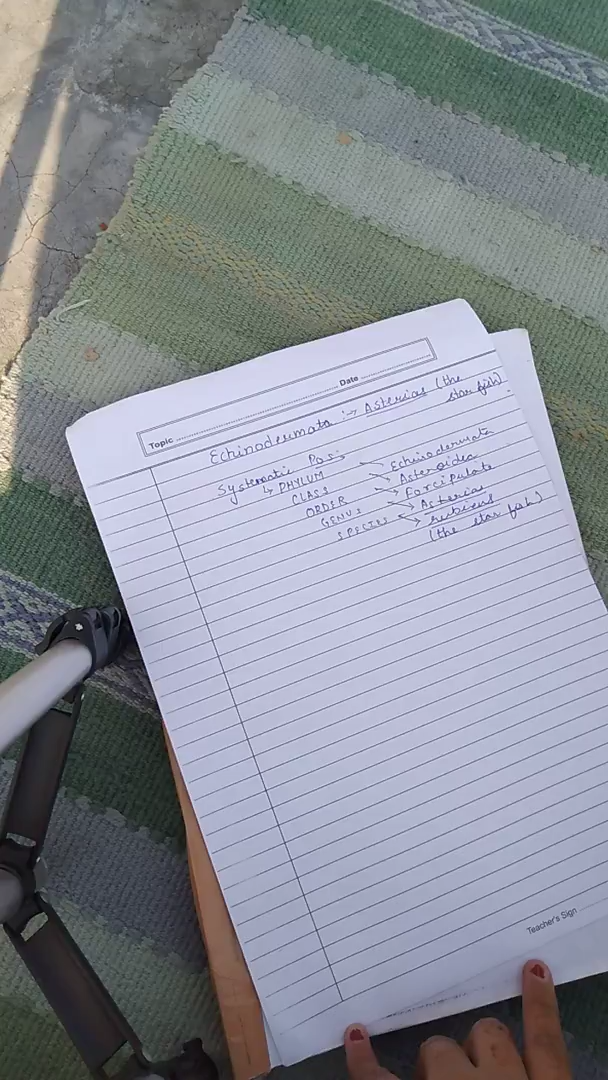 Date
Topic
Echinodermata :→ Asterias (the star fish)
Systematic Pos:-
↳ PHYLUM → Echinodermata
CLASS → Asteroidea
ORDER → Forcipulata
GENUS → Asterias
SPECIES → rubens
(the star fish)
Teacher's Sign